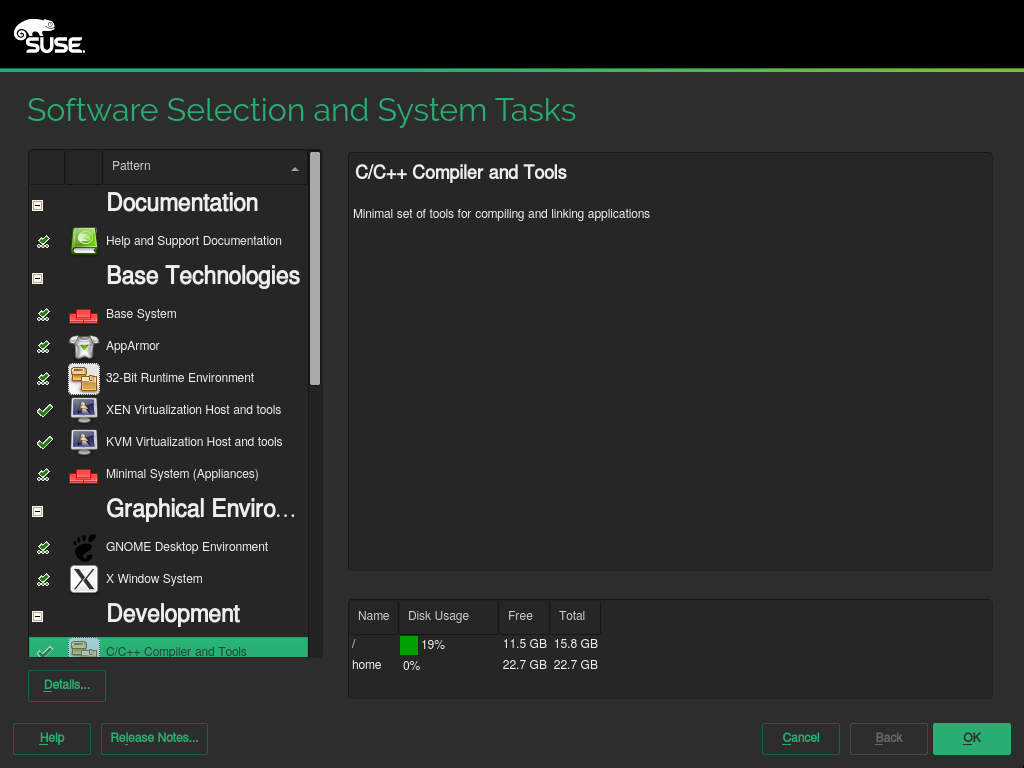 SUSE
Software Selection and System Tasks
Pattern
Documentation
Help and Support Documentation
Base Technologies
Base System
AppArmor
32-Bit Runtime Environment
XEN Virtualization Host and tools
KVM Virtualization Host and tools
Minimal System (Appliances)
Graphical Enviro…
GNOME Desktop Environment
X Window System
Development
C/C++ Compiler and Tools
Details...
C/C++ Compiler and Tools
Minimal set of tools for compiling and linking applications
Name Disk Usage Free Total
/ 19% 11.5 GB 15.8 GB
home 0% 22.7 GB 22.7 GB
Help Release Notes... Cancel Back OK